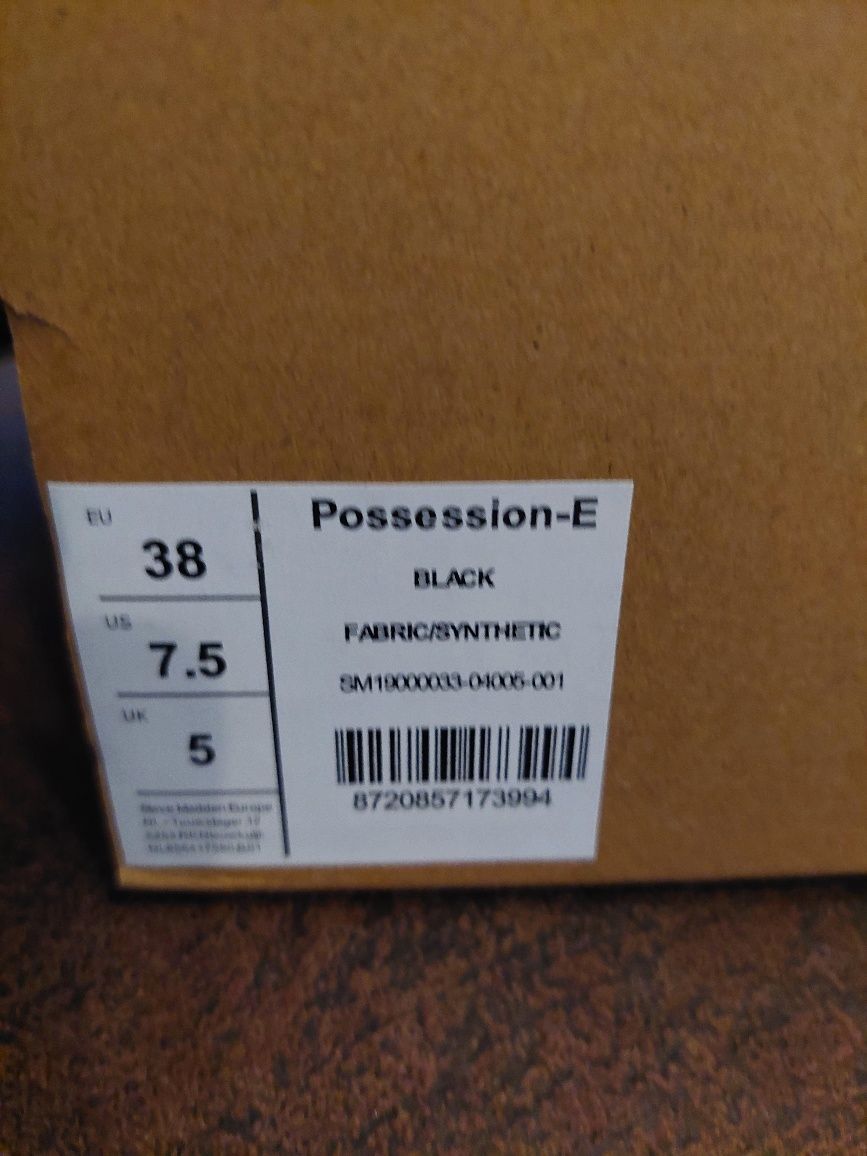 EU
38
US
7.5
UK
5
Steve Madden Europe
Possession-E
BLACK
FABRIC/SYNTHETIC
SM19000033-04005-001
8720857173994